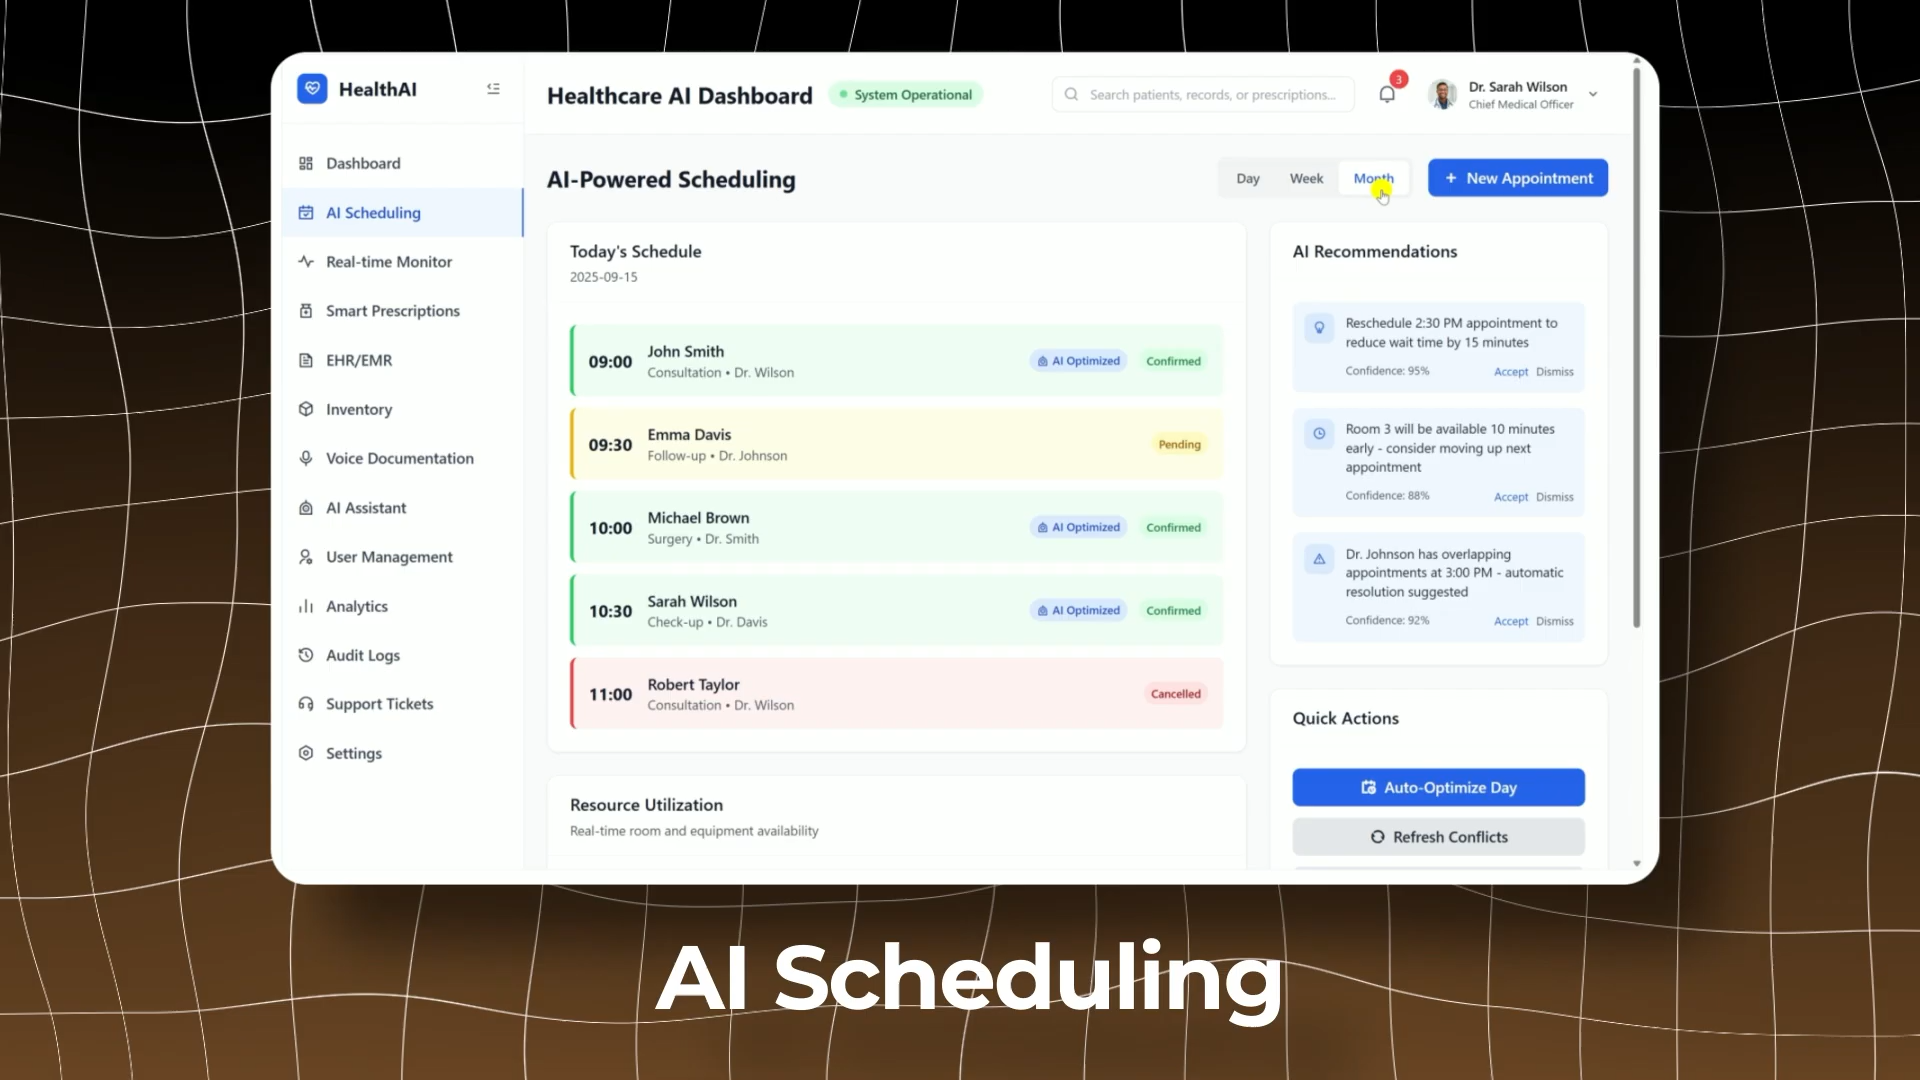 HealthAI
Dashboard
AI Scheduling
Real-time Monitor
Smart Prescriptions
EHR/EMR
Inventory
Voice Documentation
AI Assistant
User Management
Analytics
Audit Logs
Support Tickets
Settings
Healthcare AI Dashboard
System Operational
Search patients, records, or prescriptions...
3
Dr. Sarah Wilson
Chief Medical Officer
AI-Powered Scheduling
Day Week Month
+ New Appointment
Today's Schedule
2025-09-15
09:00
John Smith
Consultation • Dr. Wilson
AI Optimized
Confirmed
09:30
Emma Davis
Follow-up • Dr. Johnson
Pending
10:00
Michael Brown
Surgery • Dr. Smith
AI Optimized
Confirmed
10:30
Sarah Wilson
Check-up • Dr. Davis
AI Optimized
Confirmed
11:00
Robert Taylor
Consultation • Dr. Wilson
Cancelled
Resource Utilization
Real-time room and equipment availability
AI Recommendations
Reschedule 2:30 PM appointment to
reduce wait time by 15 minutes
Confidence: 95%
Accept Dismiss
Room 3 will be available 10 minutes
early - consider moving up next
appointment
Confidence: 88%
Accept Dismiss
Dr. Johnson has overlapping
appointments at 3:00 PM - automatic
resolution suggested
Confidence: 92%
Accept Dismiss
Quick Actions
Auto-Optimize Day
Refresh Conflicts
AI Scheduling